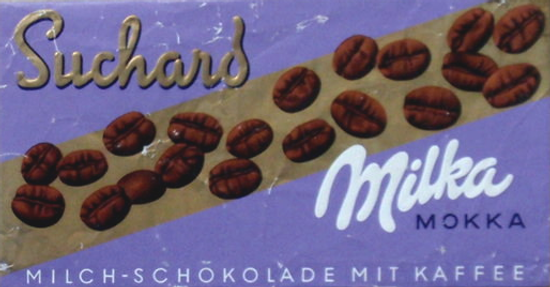 Suchard
Milka
MOKKA
MILCH-SCHOKOLADE MIT KAFFEE